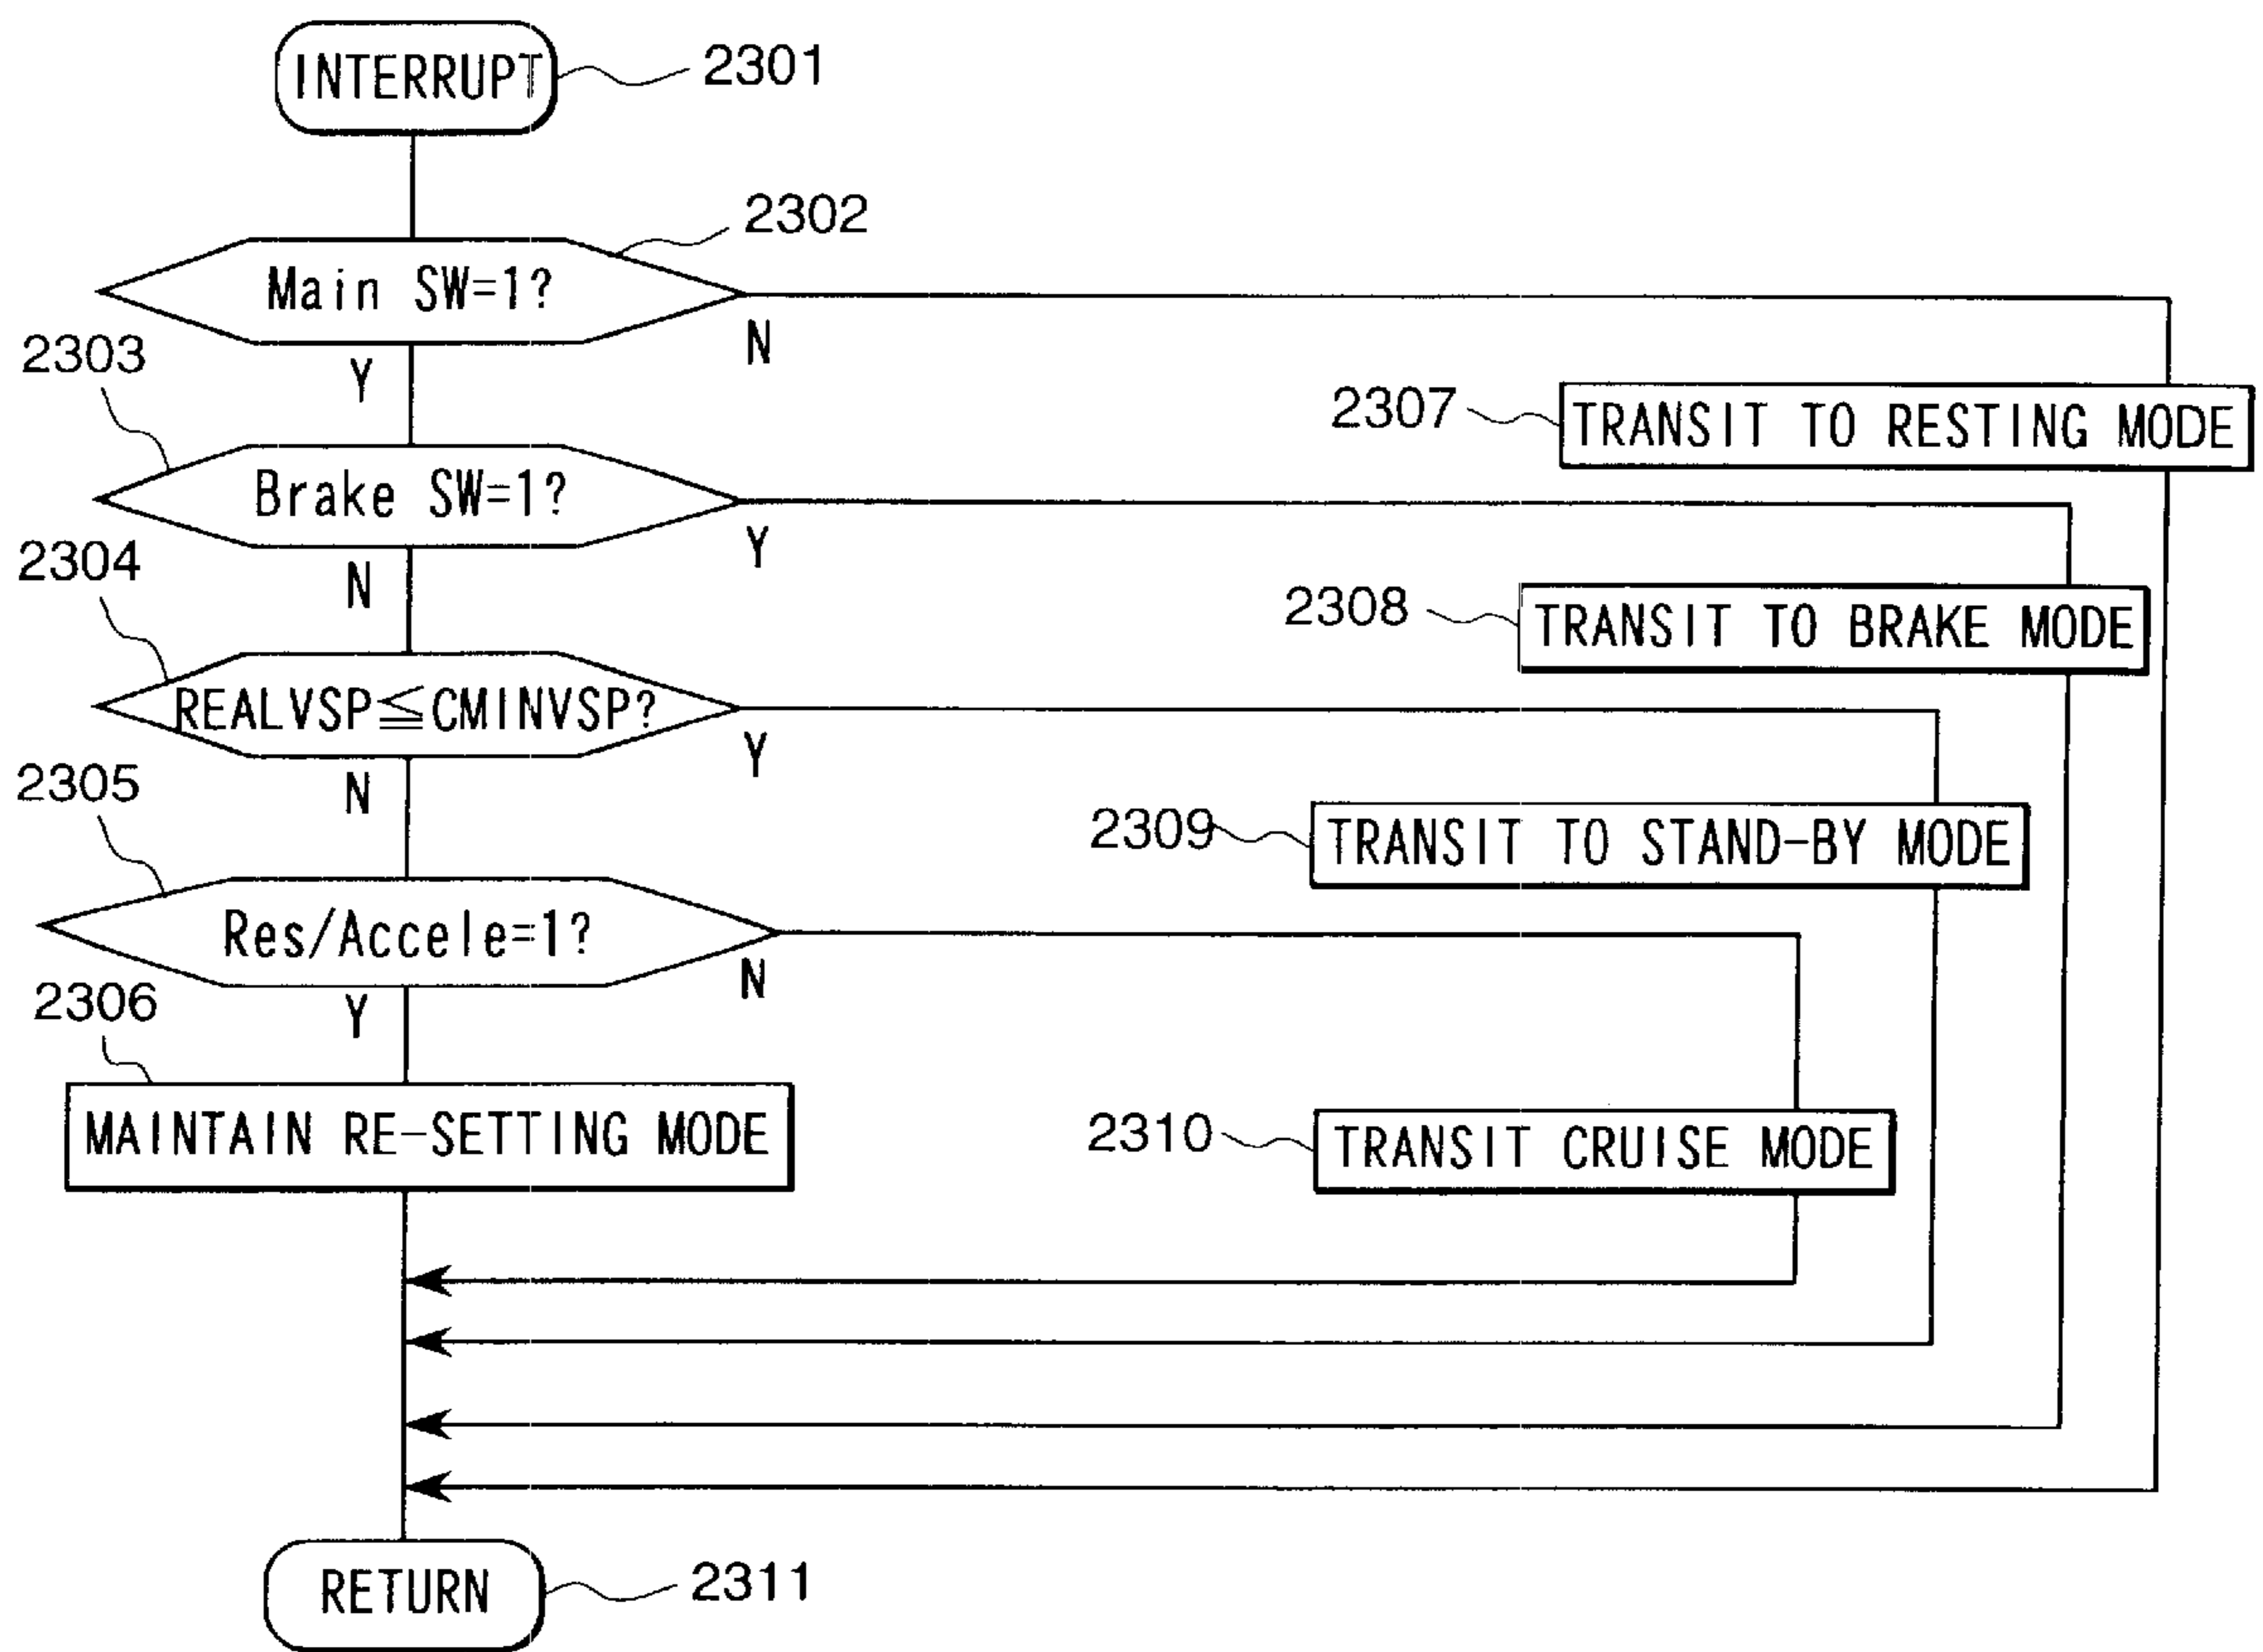 INTERRUPT
2301
2302
Main SW=1?
N
Y
2303
2307
TRANSIT TO RESTING MODE
Brake SW=1?
Y
N
2304
2308
TRANSIT TO BRAKE MODE
REALVSP≦CMINVSP?
Y
N
2305
2309
TRANSIT TO STAND-BY MODE
Res/Accele=1?
N
Y
2306
MAINTAIN RE-SETTING MODE
2310
TRANSIT CRUISE MODE
RETURN
2311